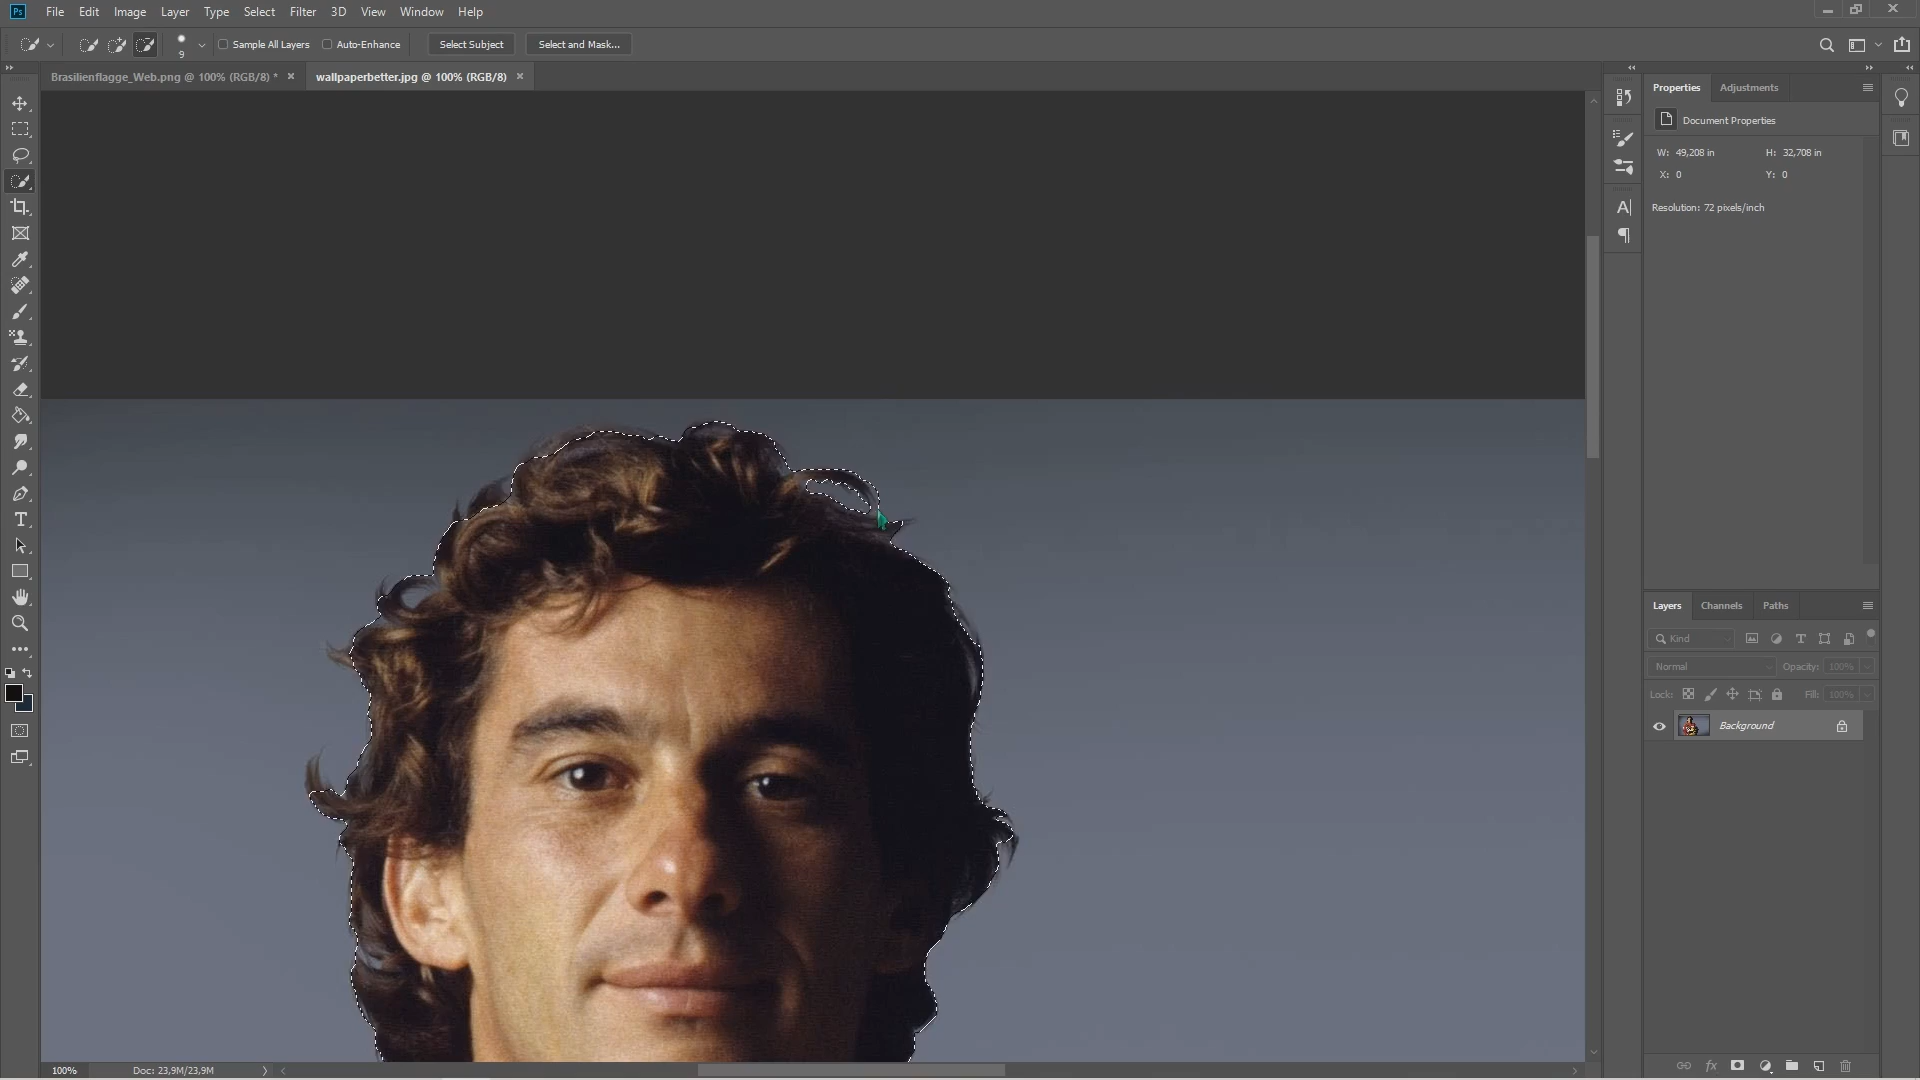 Ps File Edit Image Layer Type Select Filter 3D View Window Help
9 Sample All Layers Auto-Enhance Select Subject Select and Mask...
Brasilienflagge_Web.png @ 100% (RGB/8) * × wallpaperbetter.jpg @ 100% (RGB/8) ×
Properties Adjustments
Document Properties
W: 49,208 in H: 32,708 in
X: 0 Y: 0
Resolution: 72 pixels/inch
Layers Channels Paths
Kind
Normal Opacity: 100%
Lock: Fill: 100%
Background
fx
100% Doc: 23,9M/23,9M